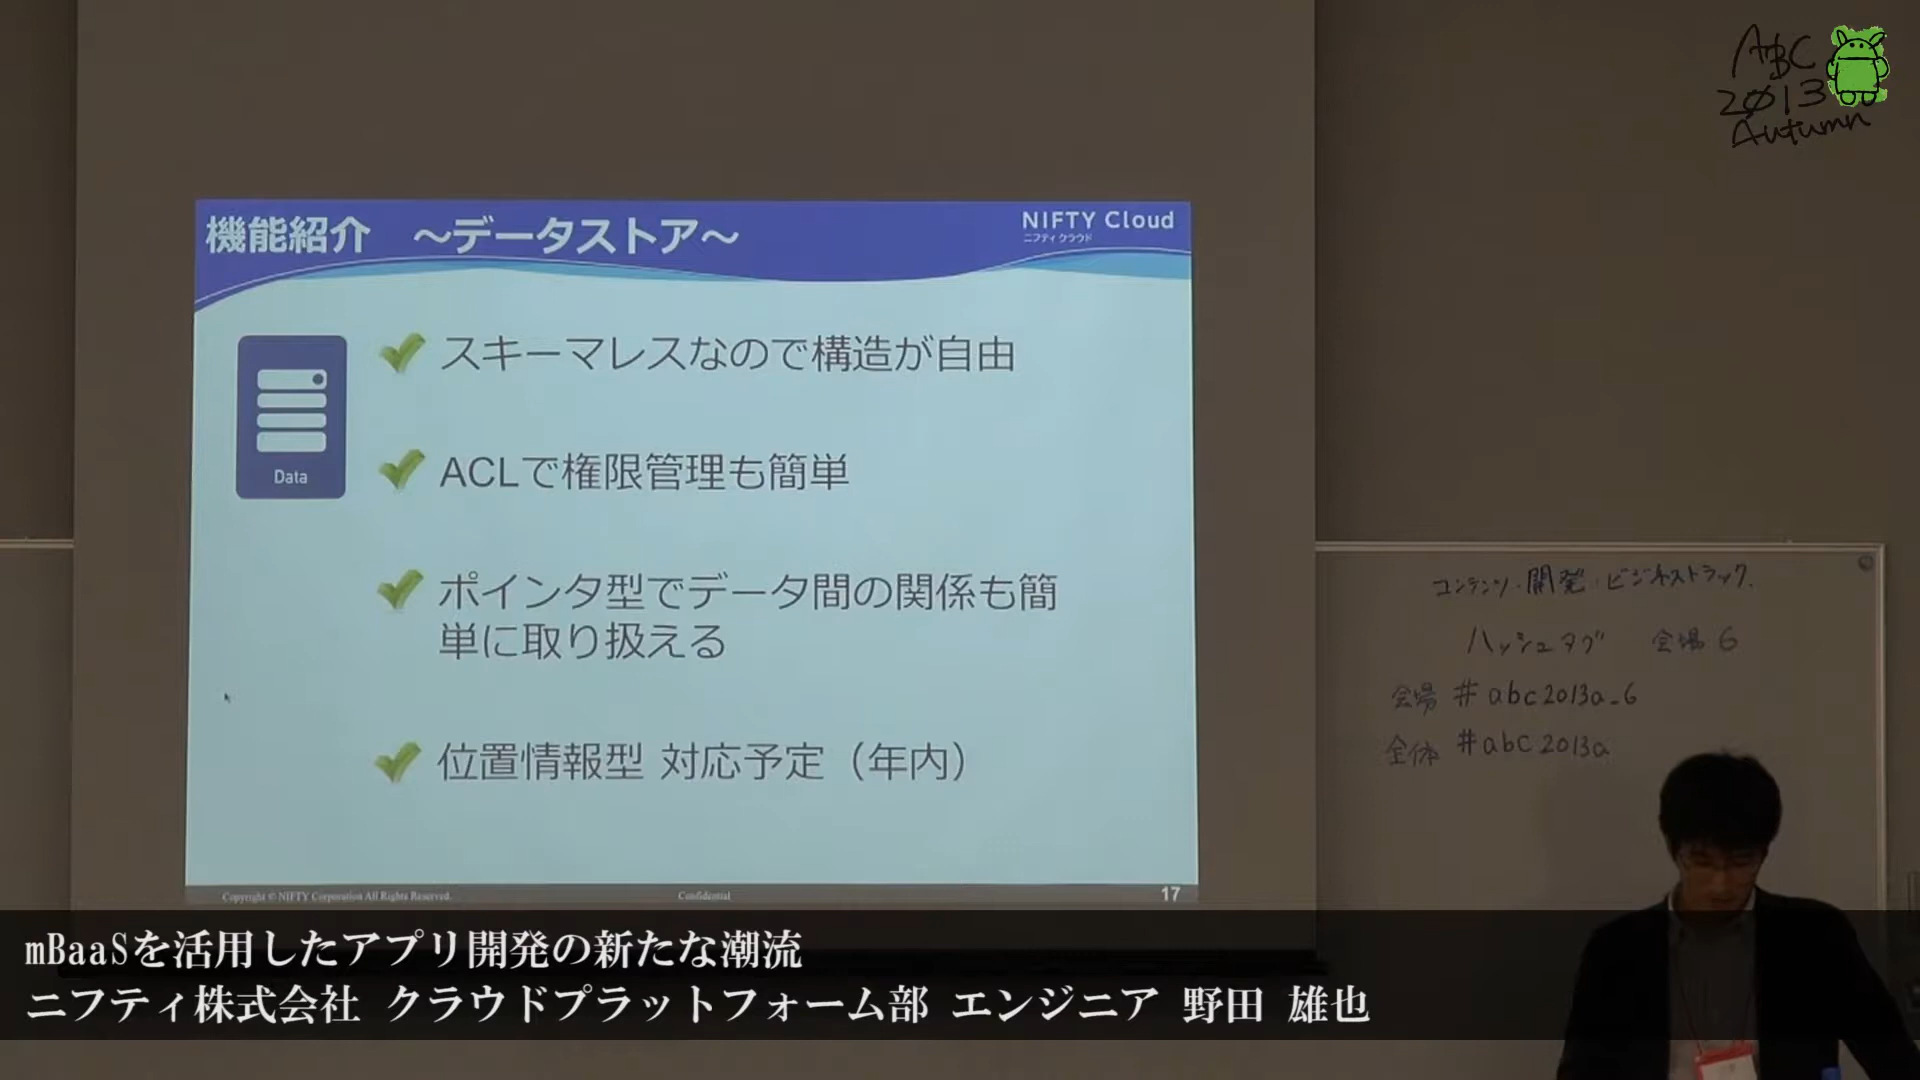 ABC
2013
Autumn
機能紹介 ～データストア～
NIFTY Cloud
ニフティクラウド
スキーマレスなので構造が自由
Data
ACLで権限管理も簡単
ポインタ型でデータ間の関係も簡
単に取り扱える
位置情報型 対応予定（年内）
Copyright © NIFTY Corporation All Rights Reserved.
Confidential
17
コンテンツ・開発・ビジネストラック.
ハッシュタグ 会場 6
会場 #abc2013a_6
全体 #abc2013a
mBaaSを活用したアプリ開発の新たな潮流
ニフティ株式会社 クラウドプラットフォーム部 エンジニア 野田 雄也